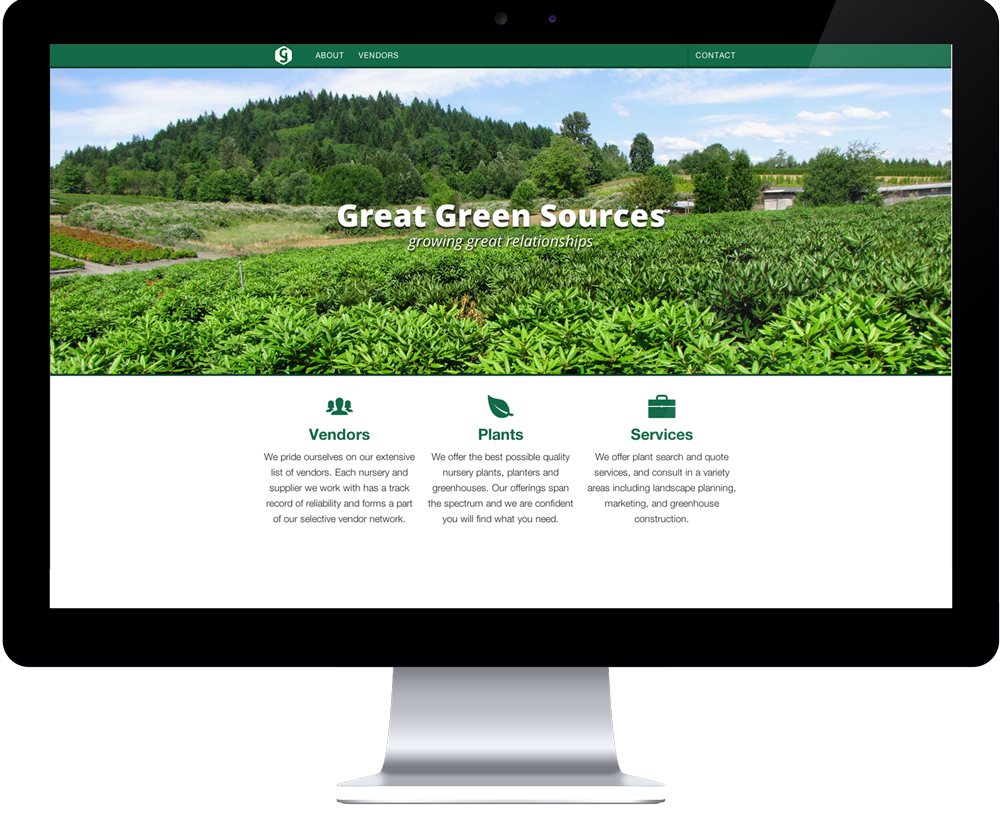 ABOUT VENDORS CONTACT
Great Green Sources
growing great relationships
Vendors
We pride ourselves on our extensive
list of vendors. Each nursery and
supplier we work with has a track
record of reliability and forms a part
of our selective vendor network.
Plants
We offer the best possible quality
nursery plants, planters and
greenhouses. Our offerings span
the spectrum and we are confident
you will find what you need.
Services
We offer plant search and quote
services, and consult in a variety
areas including landscape planning,
marketing, and greenhouse
construction.